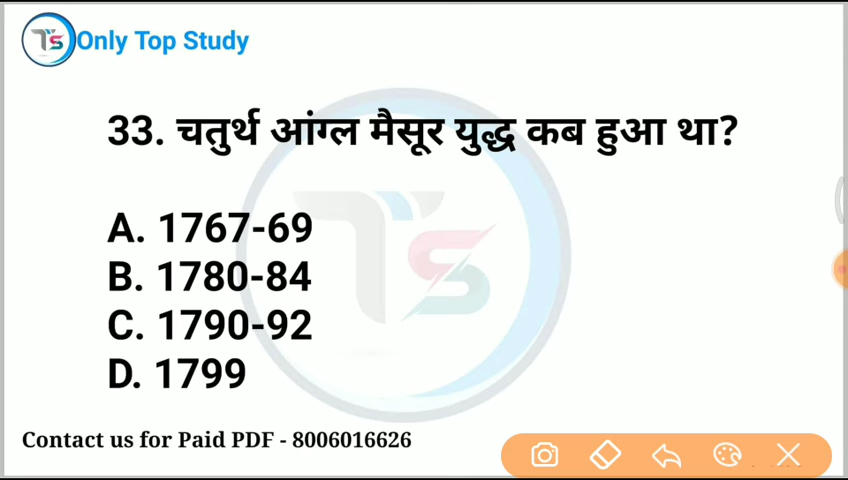 TS Only Top Study
33. चतुर्थ आंग्ल मैसूर युद्ध कब हुआ था?
A. 1767-69
B. 1780-84
C. 1790-92
D. 1799
Contact us for Paid PDF - 8006016626